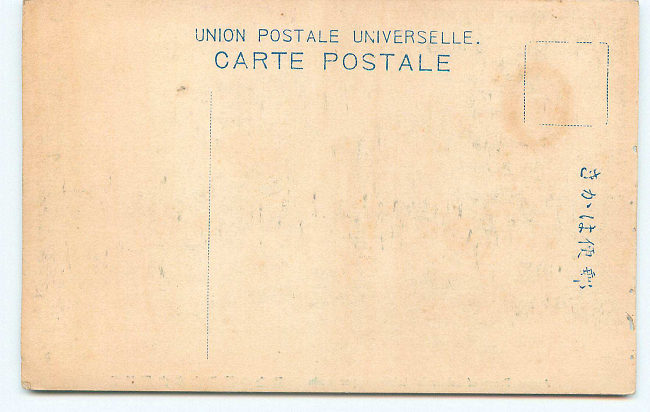 UNION POSTALE UNIVERSELLE.
CARTE POSTALE
きかは便郵